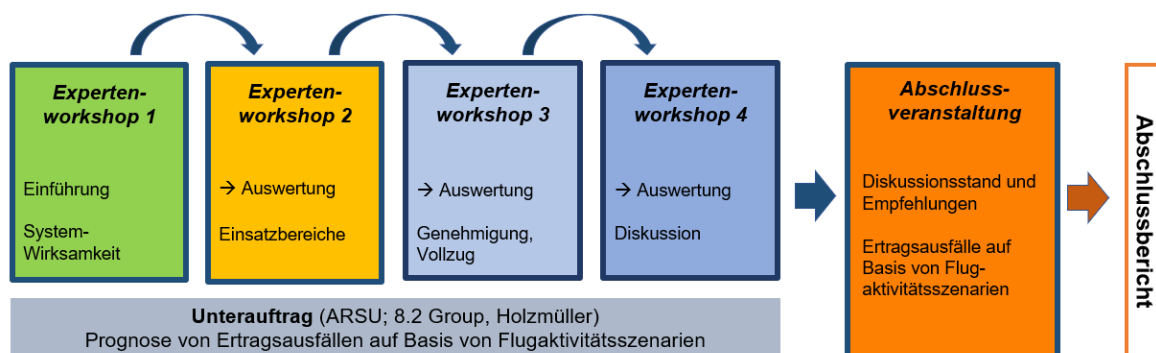 Experten-
workshop 1
Einführung
System-
Wirksamkeit
Experten-
workshop 2
→ Auswertung
Einsatzbereiche
Experten-
workshop 3
→ Auswertung
Genehmigung,
Vollzug
Experten-
workshop 4
→ Auswertung
Diskussion
Unterauftrag (ARSU; 8.2 Group, Holzmüller)
Prognose von Ertragsausfällen auf Basis von Flugaktivitätsszenarien
Abschluss-
veranstaltung
Diskussionsstand und
Empfehlungen
Ertragsausfälle auf
Basis von Flug-
aktivitätsszenarien
Abschlussbericht